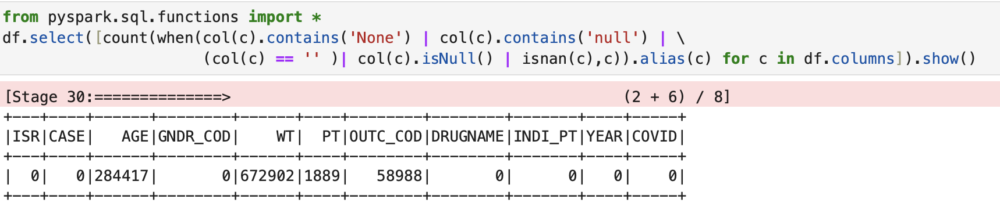 from pyspark.sql.functions import *
df.select([count(when(col(c).contains('None') | col(c).contains('null') | \
(col(c) == '' )| col(c).isNull() | isnan(c),c)).alias(c) for c in df.columns]).show()
[Stage 30:==============>                                           (2 + 6) / 8]
+---+----+------+--------+------+----+--------+--------+-------+----+-----+
|ISR|CASE|   AGE|GNDR_COD|    WT|  PT|OUTC_COD|DRUGNAME|INDI_PT|YEAR|COVID|
+---+----+------+--------+------+----+--------+--------+-------+----+-----+
|  0|   0|284417|       0|672902|1889|   58988|       0|      0|   0|    0|
+---+----+------+--------+------+----+--------+--------+-------+----+-----+